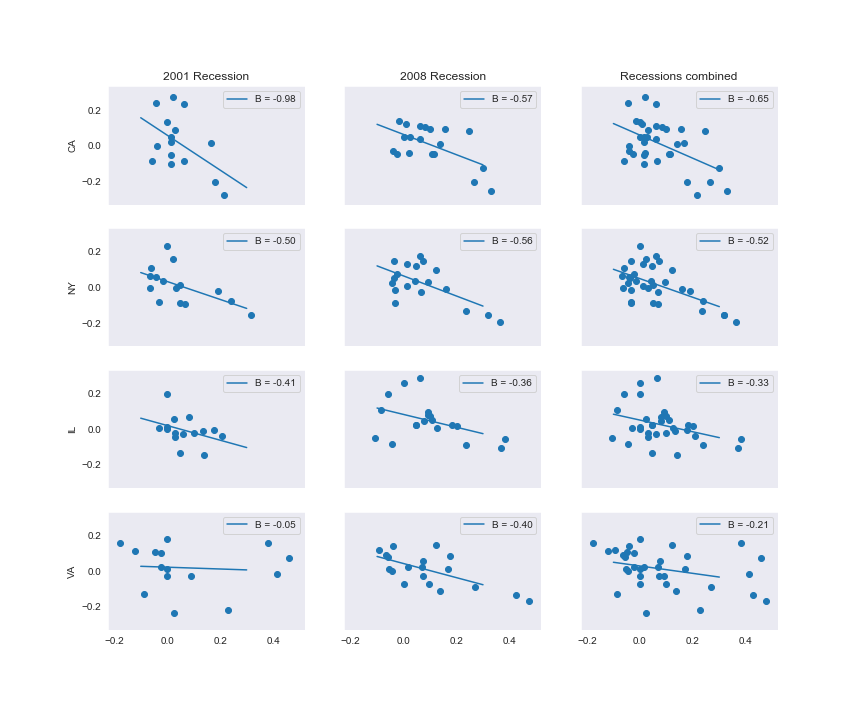 2001 Recession 2008 Recession Recessions combined
B = -0.98 B = -0.57 B = -0.65
0.2
0.0
−0.2
CA
B = -0.50 B = -0.56 B = -0.52
0.2
0.0
−0.2
NY
B = -0.41 B = -0.36 B = -0.33
0.2
0.0
−0.2
IL
B = -0.05 B = -0.40 B = -0.21
0.2
0.0
−0.2
VA
−0.2 0.0 0.2 0.4 −0.2 0.0 0.2 0.4 −0.2 0.0 0.2 0.4